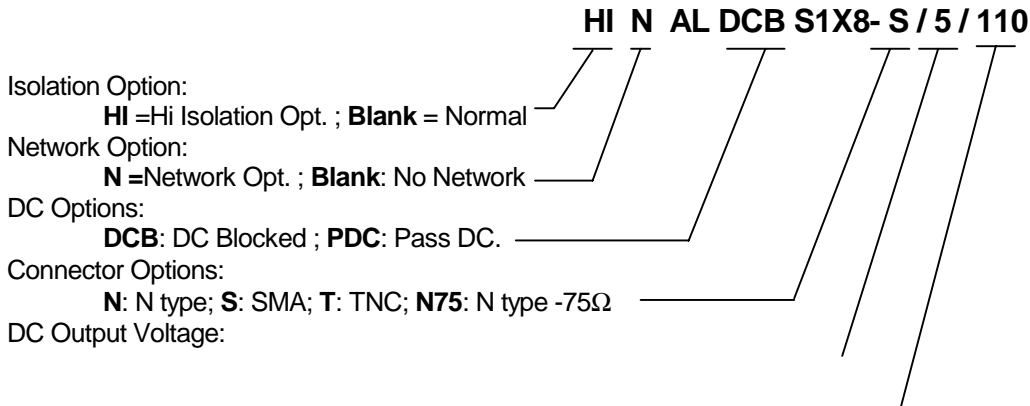 HI N AL DCB S1X8- S / 5 / 110
Isolation Option:
HI =Hi Isolation Opt. ; Blank = Normal
Network Option:
N =Network Opt. ; Blank: No Network
DC Options:
DCB: DC Blocked ; PDC: Pass DC.
Connector Options:
N: N type; S: SMA; T: TNC; N75: N type -75Ω
DC Output Voltage: